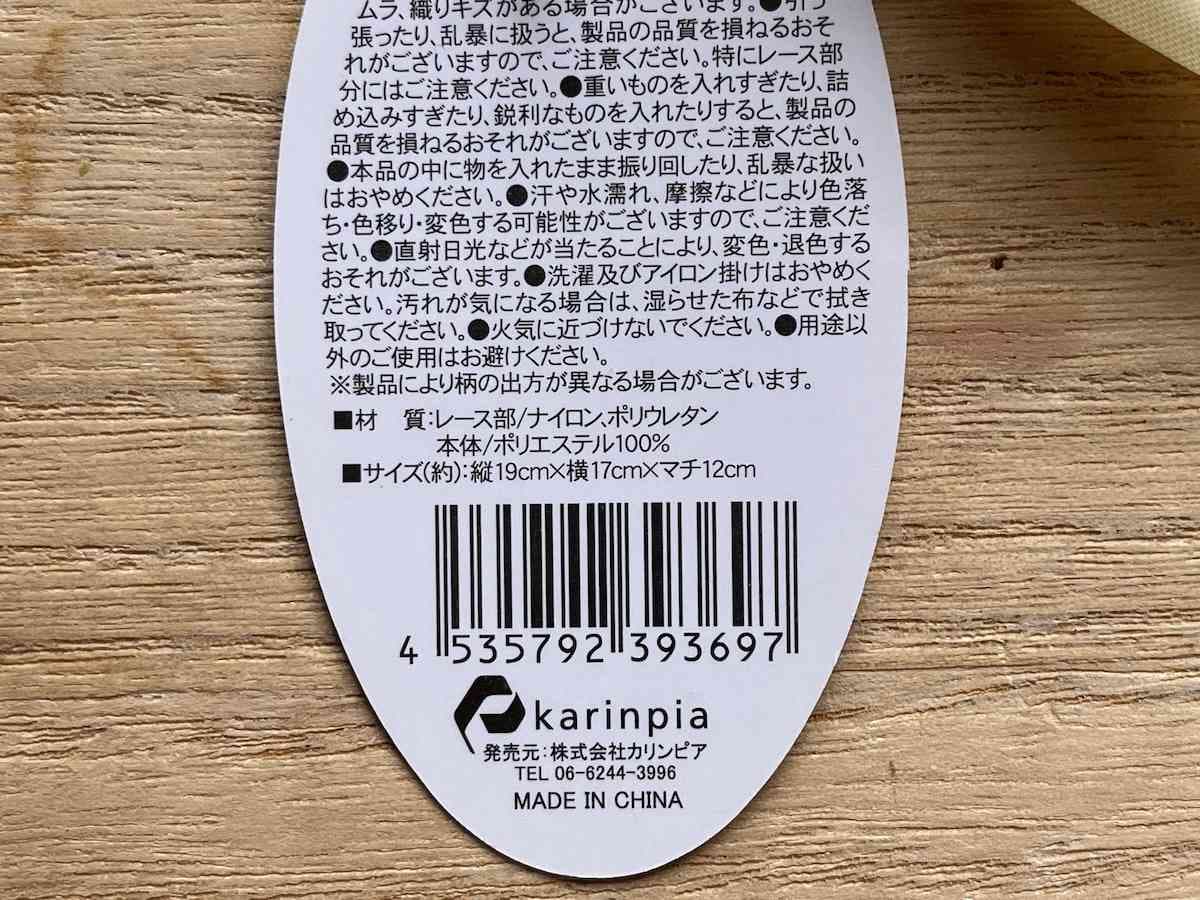 ムラ、織りキズがある場合がございます。●引っ
張ったり、乱暴に扱うと、製品の品質を損ねるおそ
れがございますので、ご注意ください。特にレース部
分にはご注意ください。●重いものを入れすぎたり、詰
め込みすぎたり、鋭利なものを入れたりすると、製品の
品質を損ねるおそれがございますので、ご注意ください。
●本品の中に物を入れたまま振り回したり、乱暴な扱い
はおやめください。●汗や水濡れ、摩擦などにより色落
ち・色移り・変色する可能性がございますので、ご注意くだ
さい。●直射日光などが当たることにより、変色・退色する
おそれがございます。●洗濯及びアイロン掛けはおやめく
ださい。汚れが気になる場合は、湿らせた布などで拭き
取ってください。●火気に近づけないでください。●用途以
外のご使用はお避けください。
※製品により柄の出方が異なる場合がございます。
■材　質:レース部/ナイロン、ポリウレタン
本体/ポリエステル100%
■サイズ(約):縦19cm×横17cm×マチ12cm
4 535792 393697
karinpia
発売元:株式会社カリンピア
TEL 06-6244-3996
MADE IN CHINA